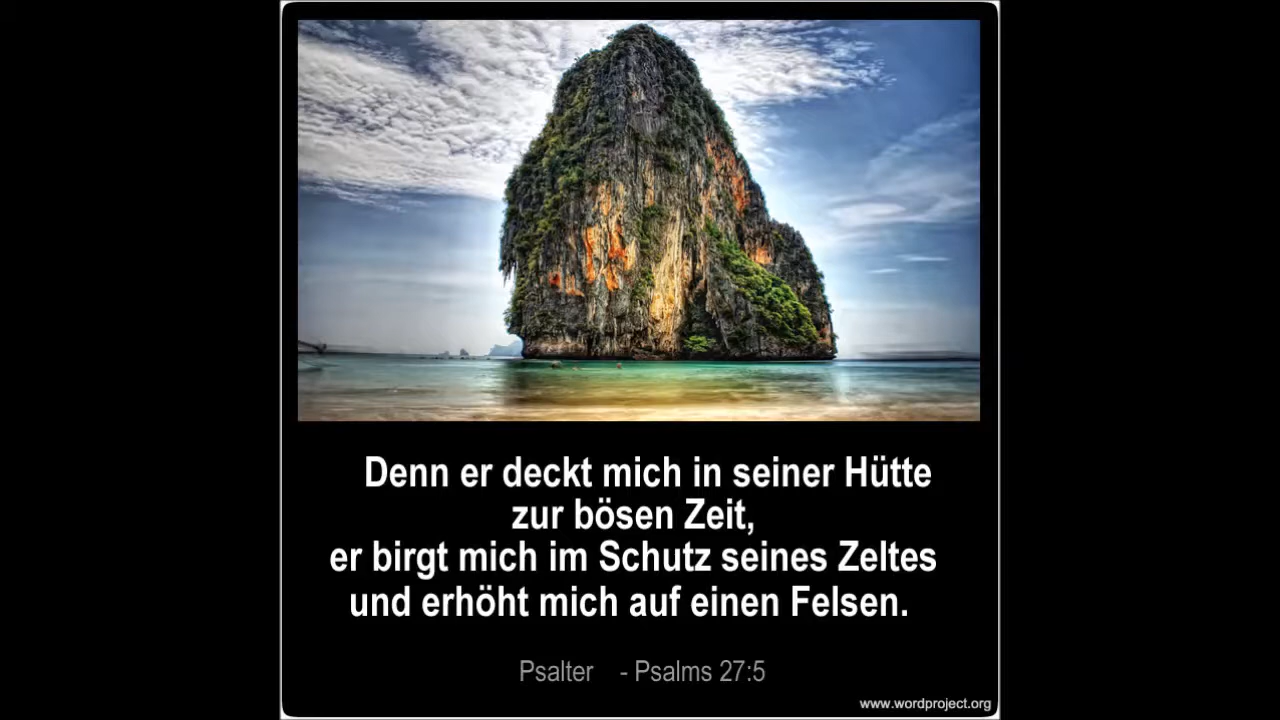 Denn er deckt mich in seiner Hütte
zur bösen Zeit,
er birgt mich im Schutz seines Zeltes
und erhöht mich auf einen Felsen.
Psalter - Psalms 27:5
www.wordproject.org